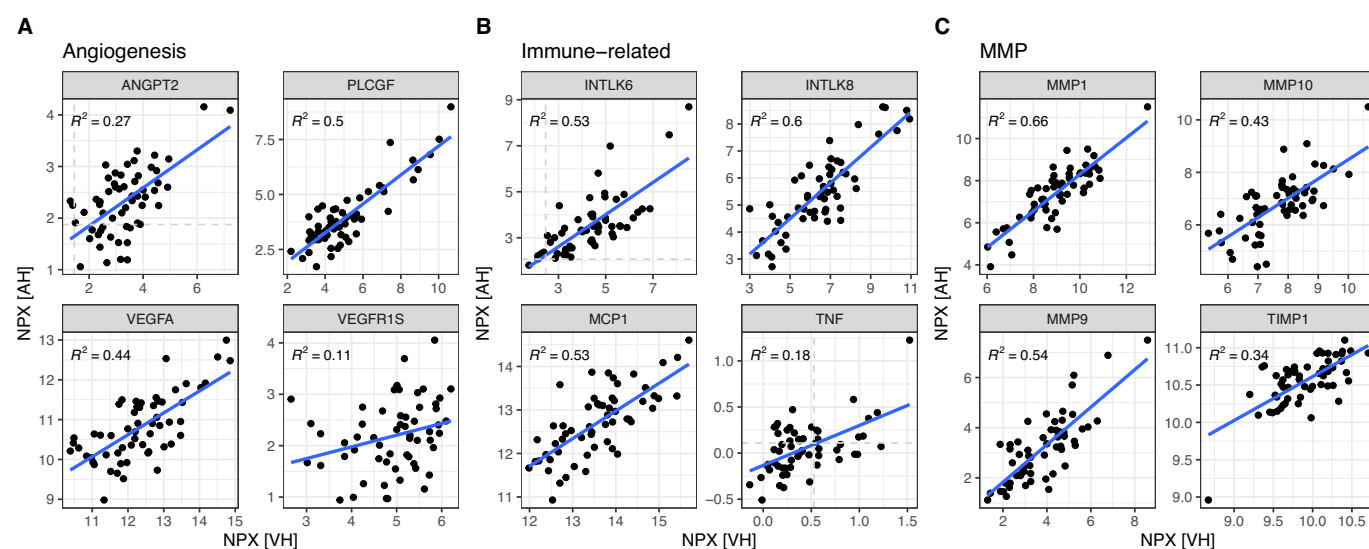 A
Angiogenesis
ANGPT2
R² = 0.27
4
3
2
1
2 4 6
PLCGF
R² = 0.5
7.5
5.0
2.5
2 4 6 8 10
VEGFA
R² = 0.44
13
12
11
10
9
11 12 13 14 15
VEGFR1S
R² = 0.11
4
3
2
1
3 4 5 6
NPX [AH]
NPX [VH]
B
Immune−related
INTLK6
R² = 0.53
9
7
5
3
3 5 7
INTLK8
R² = 0.6
8
7
6
5
4
3
3 5 7 9 11
MCP1
R² = 0.53
14
13
12
11
12 13 14 15
TNF
R² = 0.18
1.0
0.5
0.0
−0.5
0.0 0.5 1.0 1.5
NPX [AH]
NPX [VH]
C
MMP
MMP1
R² = 0.66
10
8
6
4
6 8 10 12
MMP10
R² = 0.43
10
8
6
6 7 8 9 10
MMP9
R² = 0.54
6
4
2
2 4 6 8
TIMP1
R² = 0.34
11.0
10.5
10.0
9.5
9.0
9.0 9.5 10.0 10.5
NPX [AH]
NPX [VH]